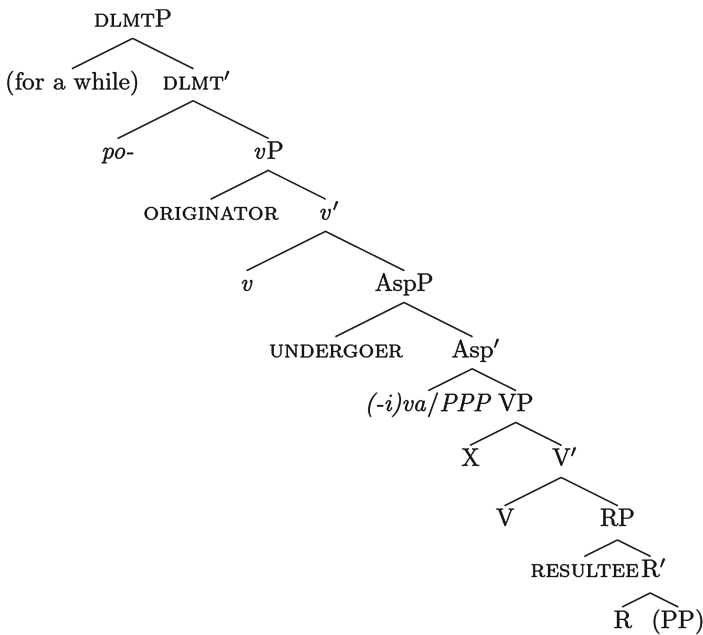 DLMTP
(for a while) DLMT′
po- vP
ORIGINATOR v′
v AspP
UNDERGOER Asp′
(-i)va/PPP VP
X V′
V RP
RESULTEE R′
R (PP)